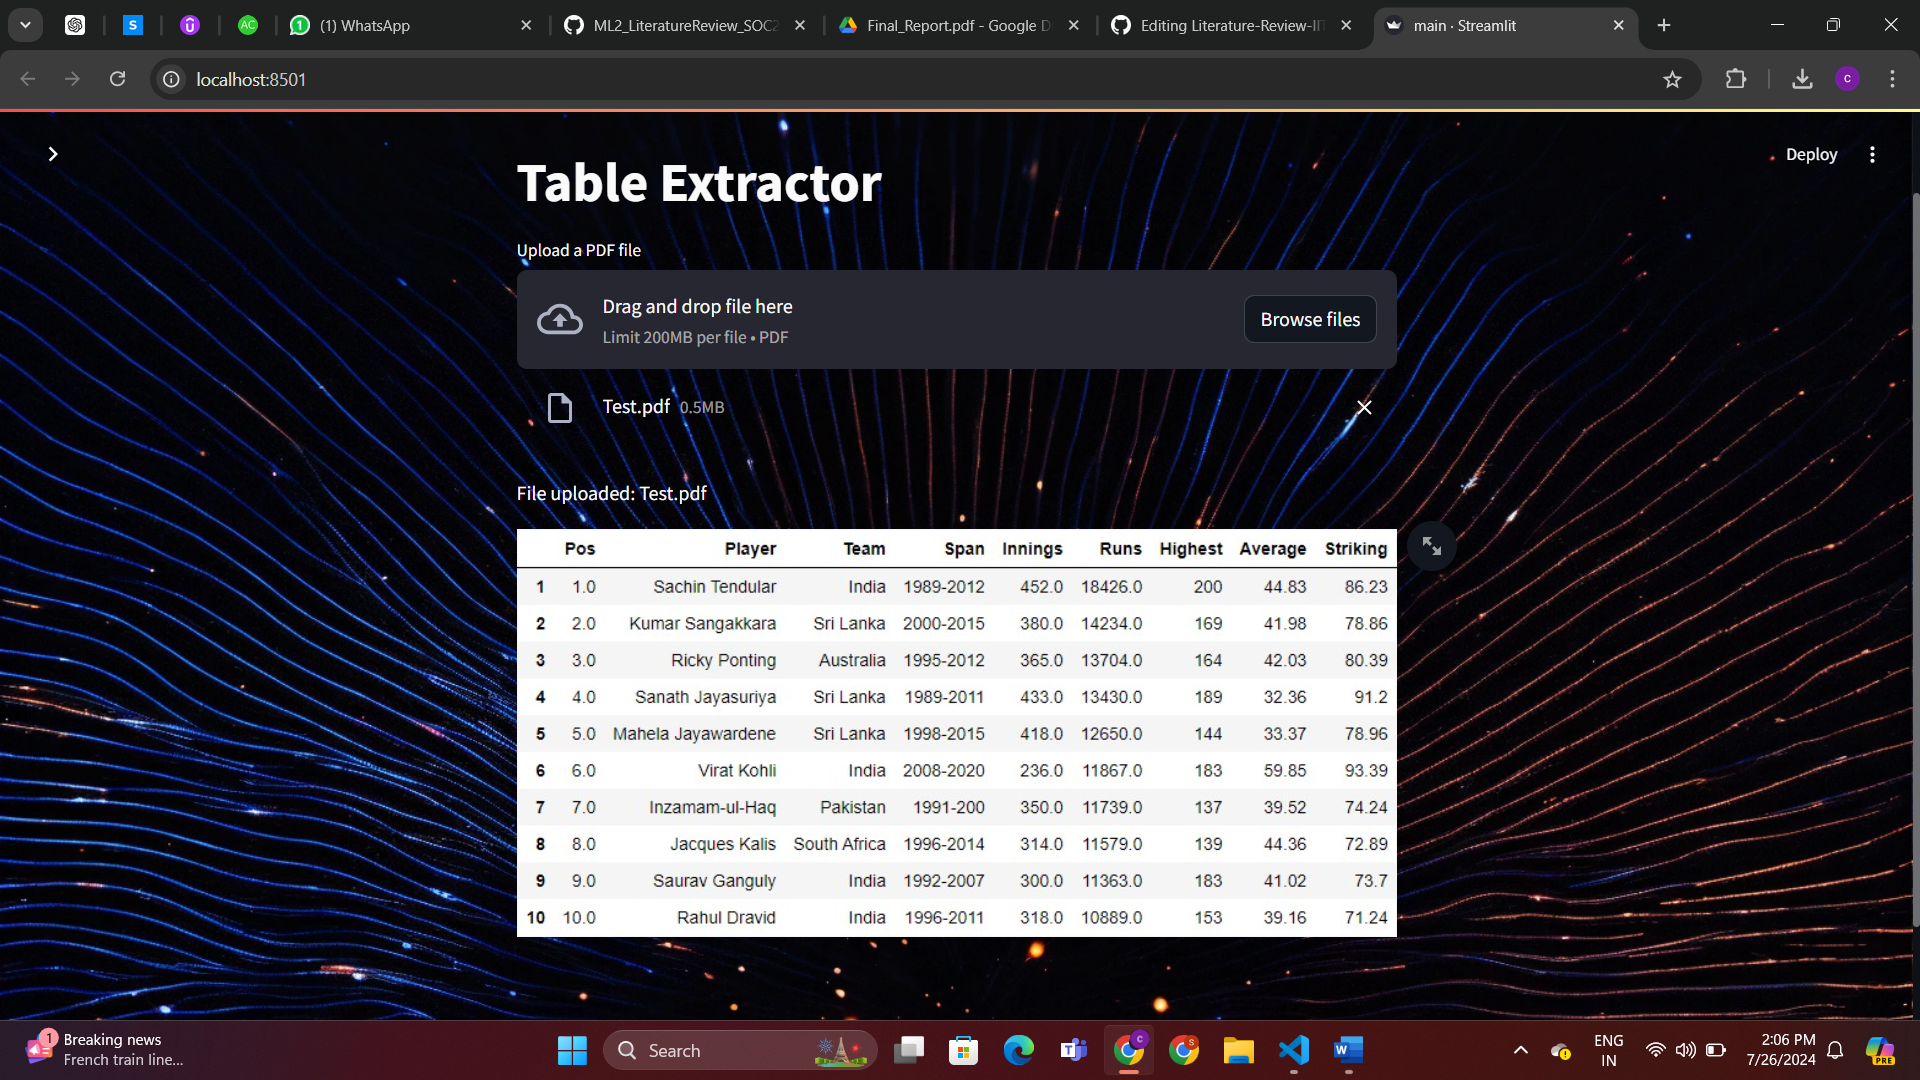 S
AC
1
(1) WhatsApp
ML2_LiteratureReview_SOC2
Final_Report.pdf - Google D
Editing Literature-Review-IIT
main · Streamlit
localhost:8501
C
Deploy
Table Extractor
Upload a PDF file
Drag and drop file here
Limit 200MB per file • PDF
Browse files
Test.pdf 0.5MB
File uploaded: Test.pdf
Pos Player Team Span Innings Runs Highest Average Striking
1 1.0 Sachin Tendular India 1989-2012 452.0 18426.0 200 44.83 86.23
2 2.0 Kumar Sangakkara Sri Lanka 2000-2015 380.0 14234.0 169 41.98 78.86
3 3.0 Ricky Ponting Australia 1995-2012 365.0 13704.0 164 42.03 80.39
4 4.0 Sanath Jayasuriya Sri Lanka 1989-2011 433.0 13430.0 189 32.36 91.2
5 5.0 Mahela Jayawardene Sri Lanka 1998-2015 418.0 12650.0 144 33.37 78.96
6 6.0 Virat Kohli India 2008-2020 236.0 11867.0 183 59.85 93.39
7 7.0 Inzamam-ul-Haq Pakistan 1991-200 350.0 11739.0 137 39.52 74.24
8 8.0 Jacques Kalis South Africa 1996-2014 314.0 11579.0 139 44.36 72.89
9 9.0 Saurav Ganguly India 1992-2007 300.0 11363.0 183 41.02 73.7
10 10.0 Rahul Dravid India 1996-2011 318.0 10889.0 153 39.16 71.24
1
Breaking news
French train line...
Search
C
S
W
ENG
IN
2:06 PM
7/26/2024
PRE